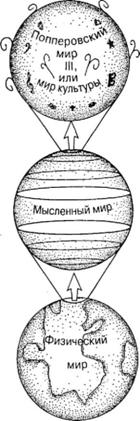 Попперовский
мир
III,
или
мир культуры
Мысленный мир
Физический
мир